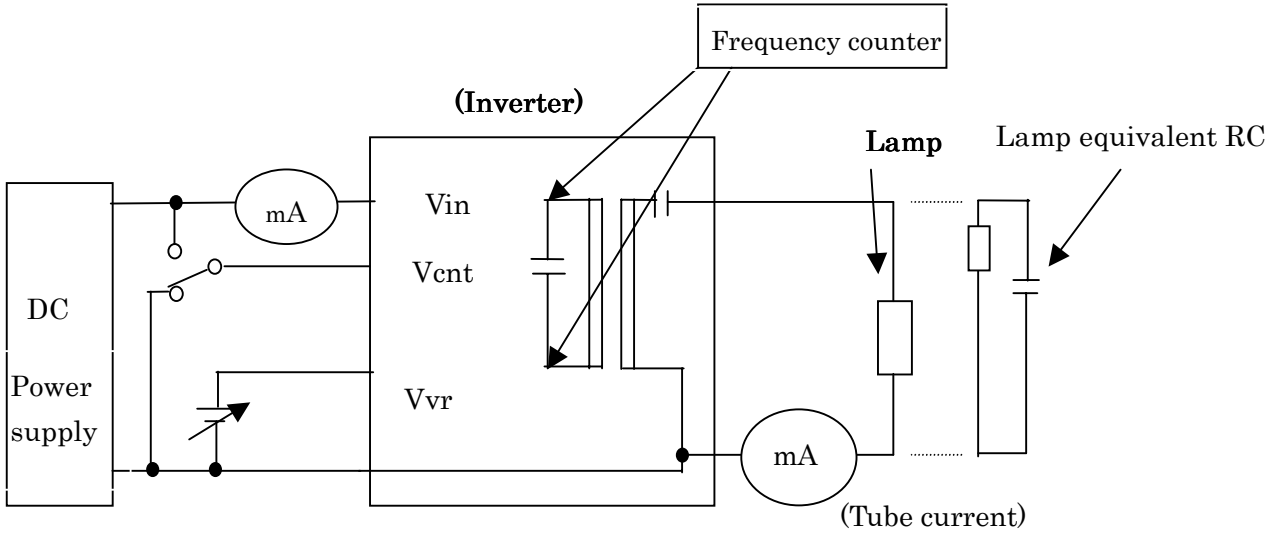 Frequency counter
(Inverter)
Lamp
Lamp equivalent RC
mA
Vin
Vcnt
DC
Power
supply
Vvr
mA
(Tube current)